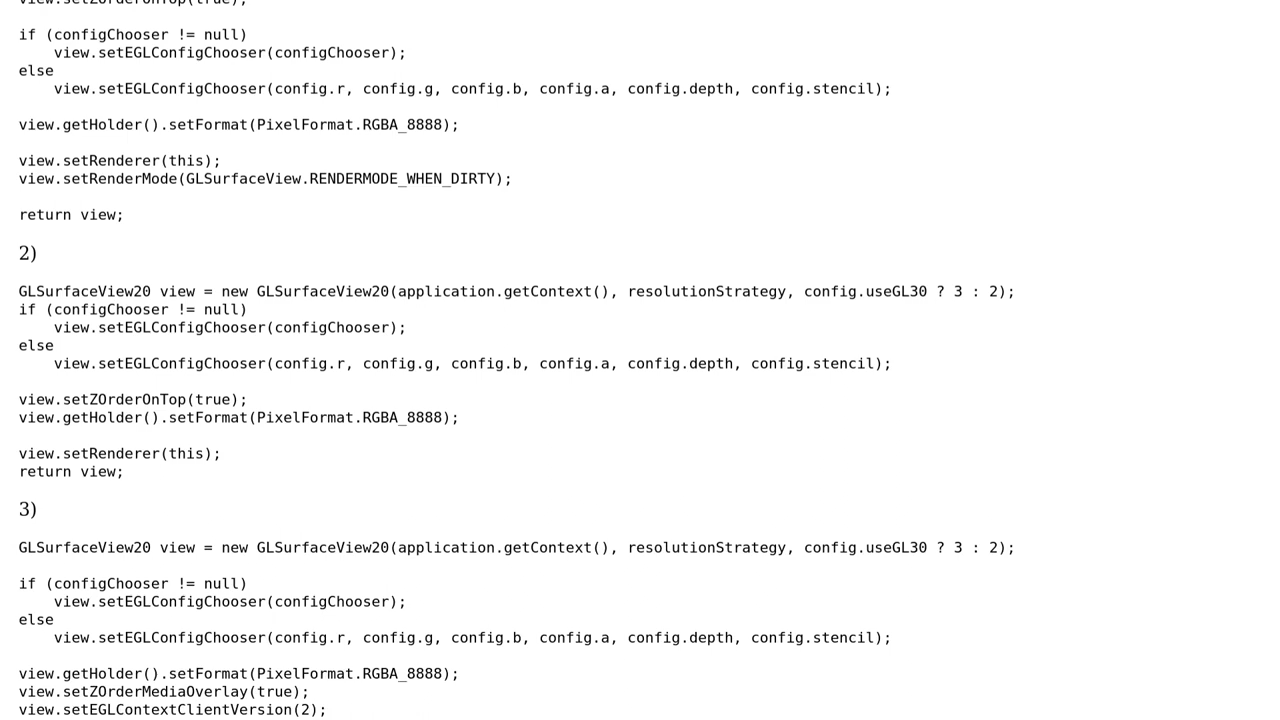 view.setZOrderOnTop(true);
if (configChooser != null)
    view.setEGLConfigChooser(configChooser);
else
    view.setEGLConfigChooser(config.r, config.g, config.b, config.a, config.depth, config.stencil);
view.getHolder().setFormat(PixelFormat.RGBA_8888);
view.setRenderer(this);
view.setRenderMode(GLSurfaceView.RENDERMODE_WHEN_DIRTY);
return view;
2)
GLSurfaceView20 view = new GLSurfaceView20(application.getContext(), resolutionStrategy, config.useGL30 ? 3 : 2);
if (configChooser != null)
    view.setEGLConfigChooser(configChooser);
else
    view.setEGLConfigChooser(config.r, config.g, config.b, config.a, config.depth, config.stencil);
view.setZOrderOnTop(true);
view.getHolder().setFormat(PixelFormat.RGBA_8888);
view.setRenderer(this);
return view;
3)
GLSurfaceView20 view = new GLSurfaceView20(application.getContext(), resolutionStrategy, config.useGL30 ? 3 : 2);
if (configChooser != null)
    view.setEGLConfigChooser(configChooser);
else
    view.setEGLConfigChooser(config.r, config.g, config.b, config.a, config.depth, config.stencil);
view.getHolder().setFormat(PixelFormat.RGBA_8888);
view.setZOrderMediaOverlay(true);
view.setEGLContextClientVersion(2);